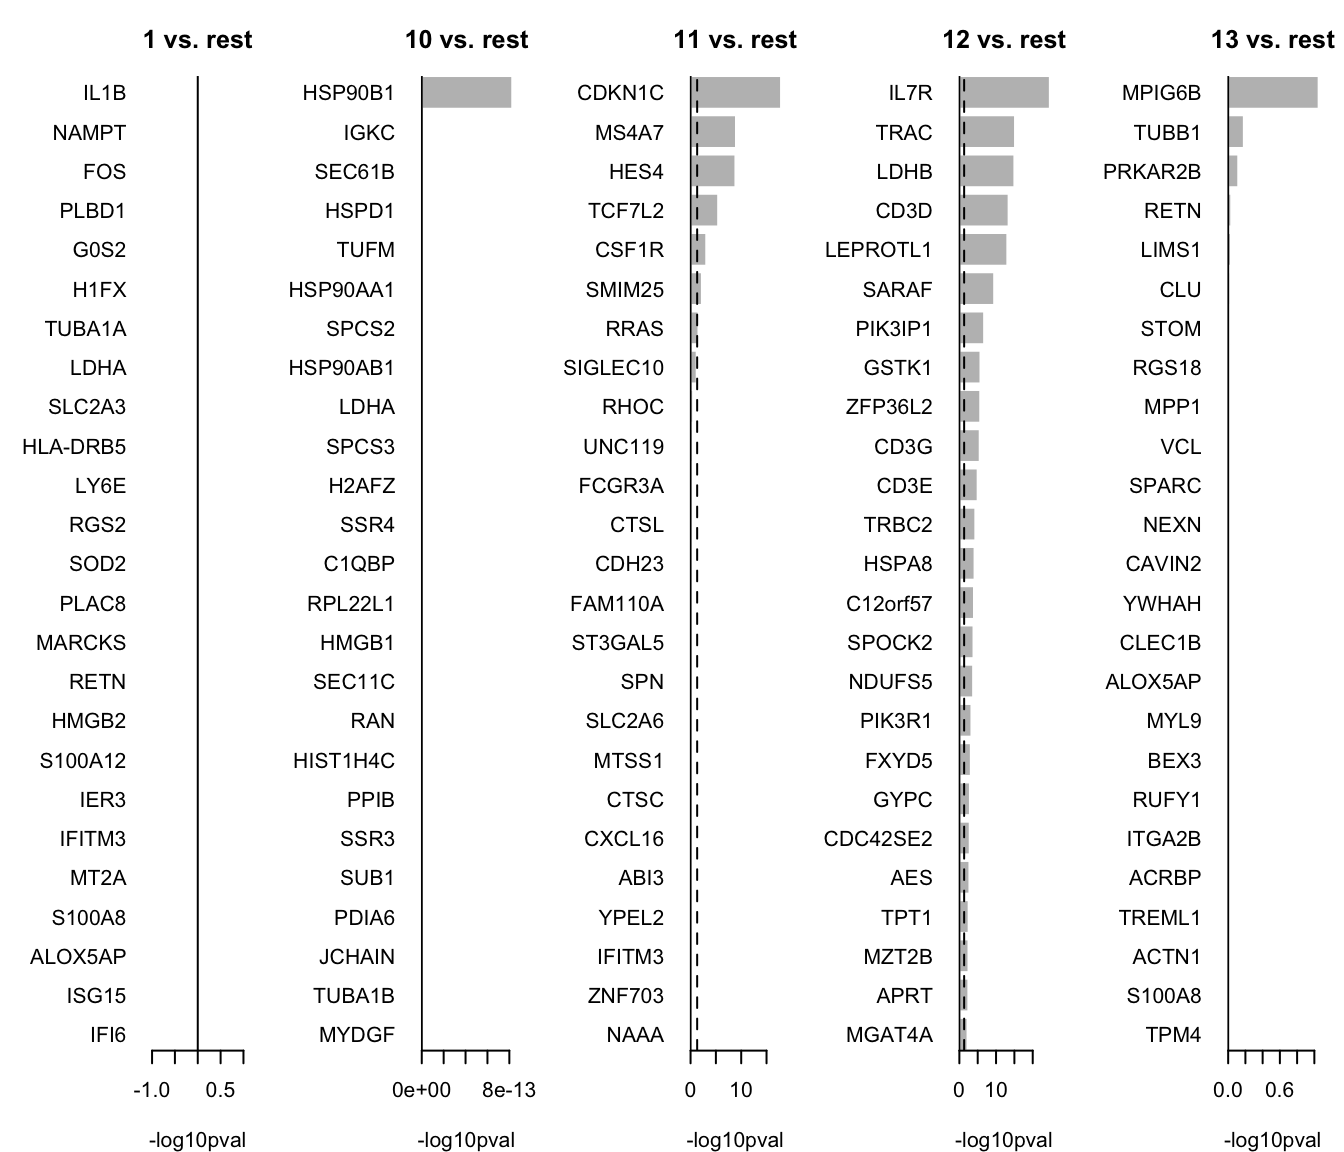 1 vs. rest
IL1B
NAMPT
FOS
PLBD1
G0S2
H1FX
TUBA1A
LDHA
SLC2A3
HLA-DRB5
LY6E
RGS2
SOD2
PLAC8
MARCKS
RETN
HMGB2
S100A12
IER3
IFITM3
MT2A
S100A8
ALOX5AP
ISG15
IFI6
-1.0 0.5
-log10pval
10 vs. rest
HSP90B1
IGKC
SEC61B
HSPD1
TUFM
HSP90AA1
SPCS2
HSP90AB1
LDHA
SPCS3
H2AFZ
SSR4
C1QBP
RPL22L1
HMGB1
SEC11C
RAN
HIST1H4C
PPIB
SSR3
SUB1
PDIA6
JCHAIN
TUBA1B
MYDGF
0e+00 8e-13
-log10pval
11 vs. rest
CDKN1C
MS4A7
HES4
TCF7L2
CSF1R
SMIM25
RRAS
SIGLEC10
RHOC
UNC119
FCGR3A
CTSL
CDH23
FAM110A
ST3GAL5
SPN
SLC2A6
MTSS1
CTSC
CXCL16
ABI3
YPEL2
IFITM3
ZNF703
NAAA
0 10
-log10pval
12 vs. rest
IL7R
TRAC
LDHB
CD3D
LEPROTL1
SARAF
PIK3IP1
GSTK1
ZFP36L2
CD3G
CD3E
TRBC2
HSPA8
C12orf57
SPOCK2
NDUFS5
PIK3R1
FXYD5
GYPC
CDC42SE2
AES
TPT1
MZT2B
APRT
MGAT4A
0 10
-log10pval
13 vs. rest
MPIG6B
TUBB1
PRKAR2B
RETN
LIMS1
CLU
STOM
RGS18
MPP1
VCL
SPARC
NEXN
CAVIN2
YWHAH
CLEC1B
ALOX5AP
MYL9
BEX3
RUFY1
ITGA2B
ACRBP
TREML1
ACTN1
S100A8
TPM4
0.0 0.6
-log10pval